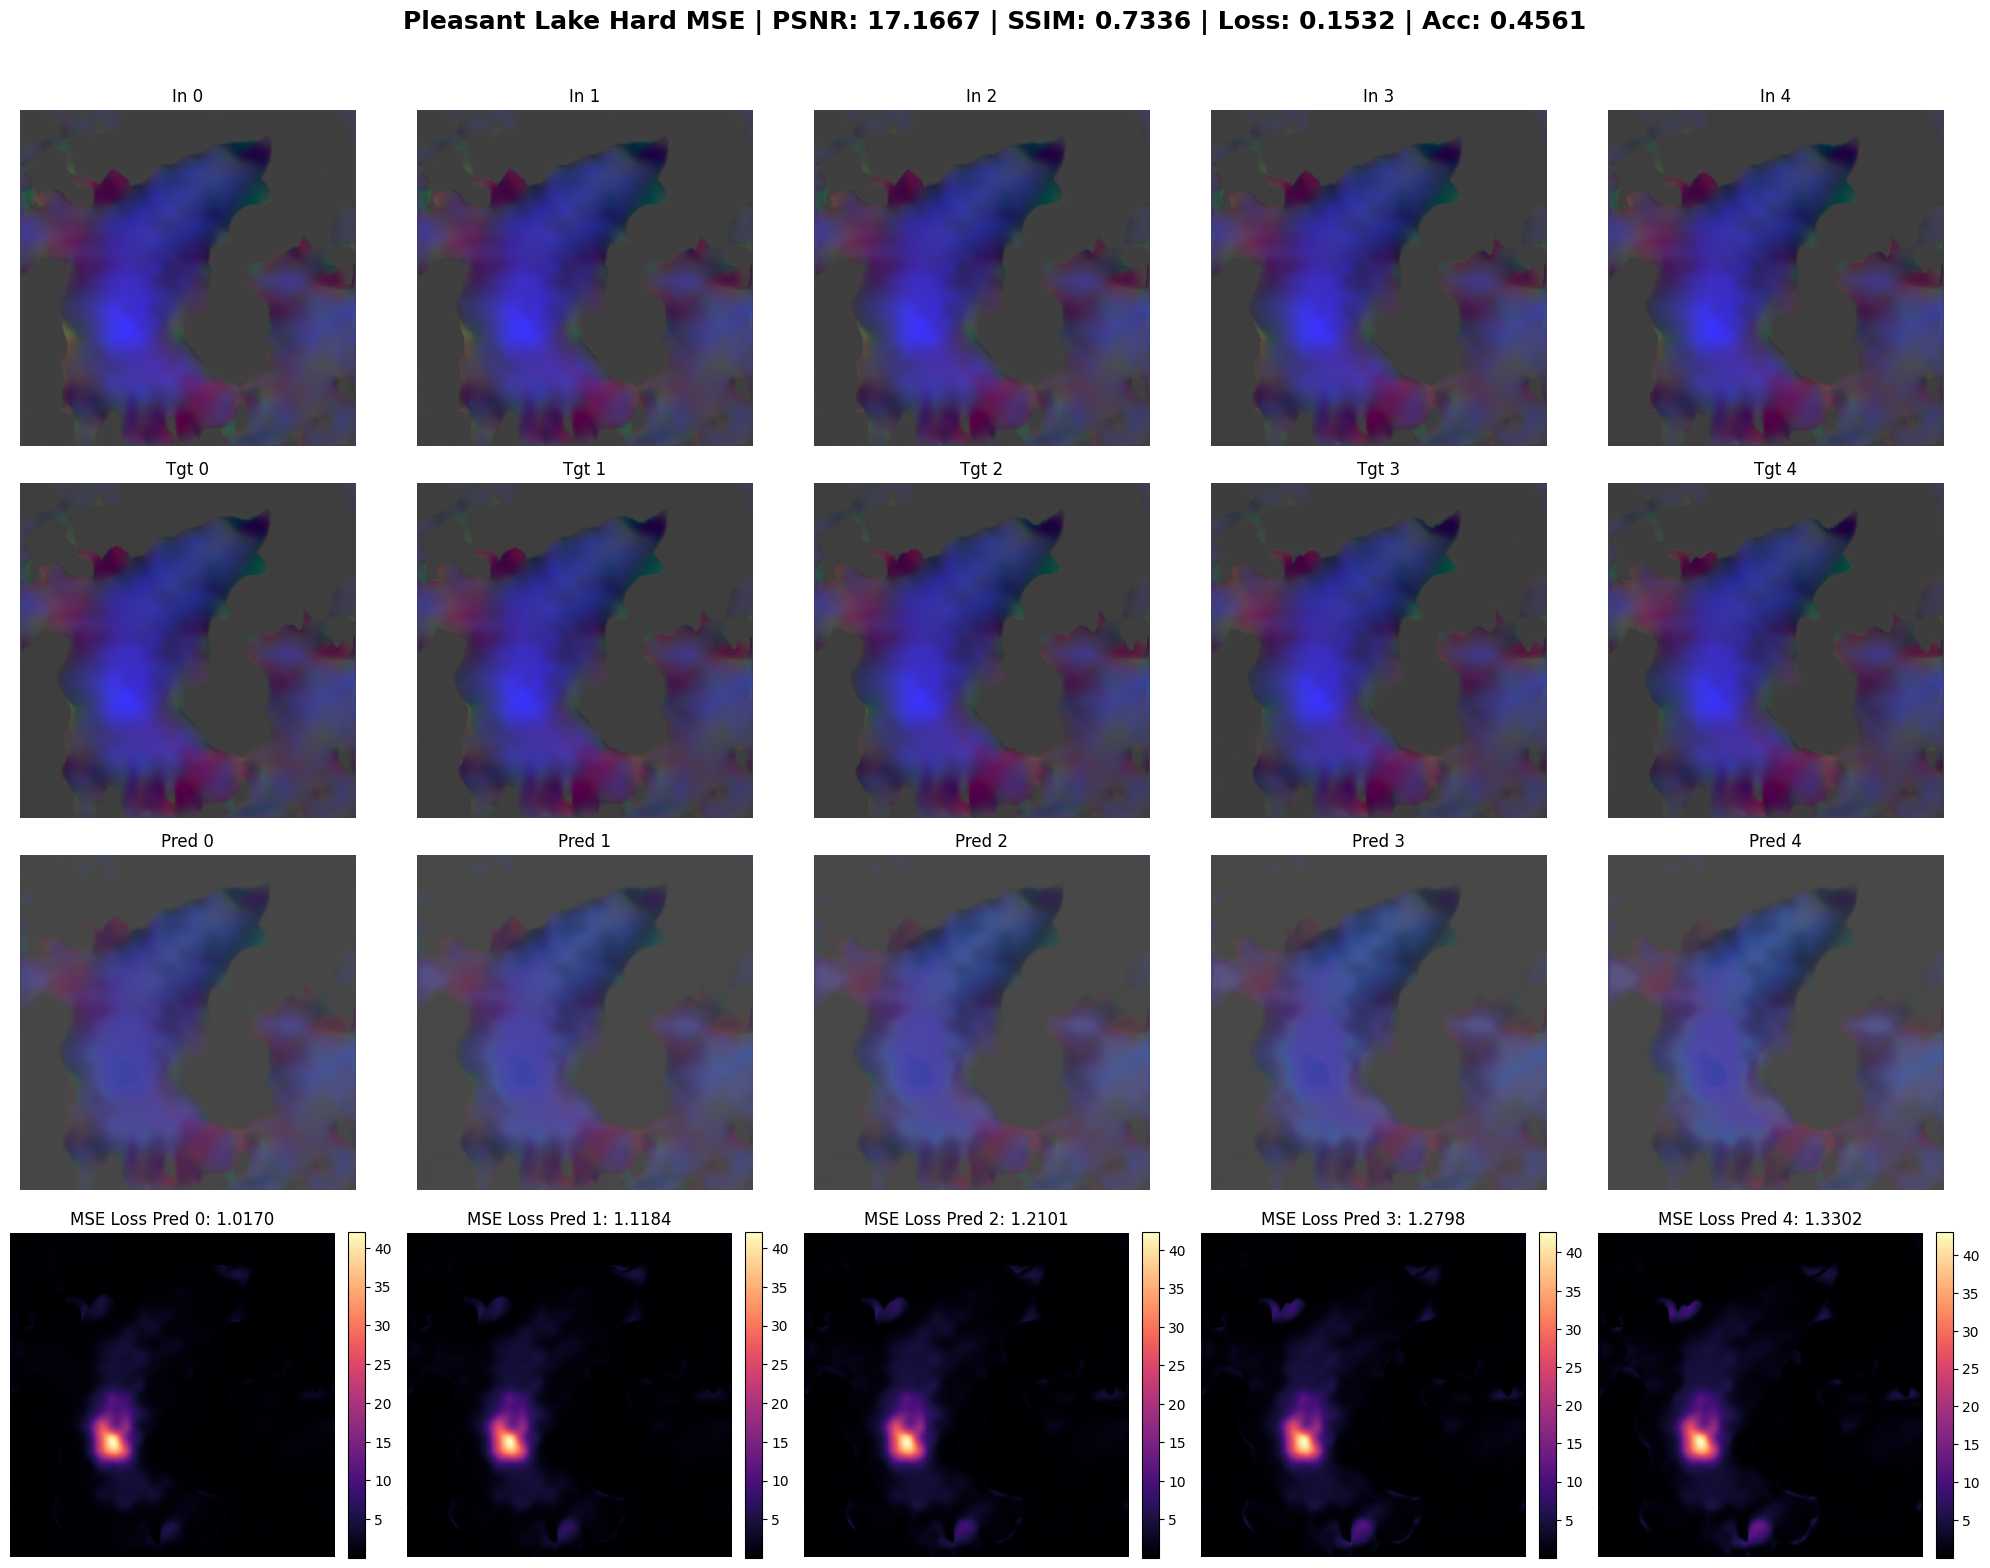 Pleasant Lake Hard MSE | PSNR: 17.1667 | SSIM: 0.7336 | Loss: 0.1532 | Acc: 0.4561
In 0 In 1 In 2 In 3 In 4
Tgt 0 Tgt 1 Tgt 2 Tgt 3 Tgt 4
Pred 0 Pred 1 Pred 2 Pred 3 Pred 4
MSE Loss Pred 0: 1.0170 MSE Loss Pred 1: 1.1184 MSE Loss Pred 2: 1.2101 MSE Loss Pred 3: 1.2798 MSE Loss Pred 4: 1.3302
40 40 40 40 40
35 35 35 35 35
30 30 30 30 30
25 25 25 25 25
20 20 20 20 20
15 15 15 15 15
10 10 10 10 10
5 5 5 5 5